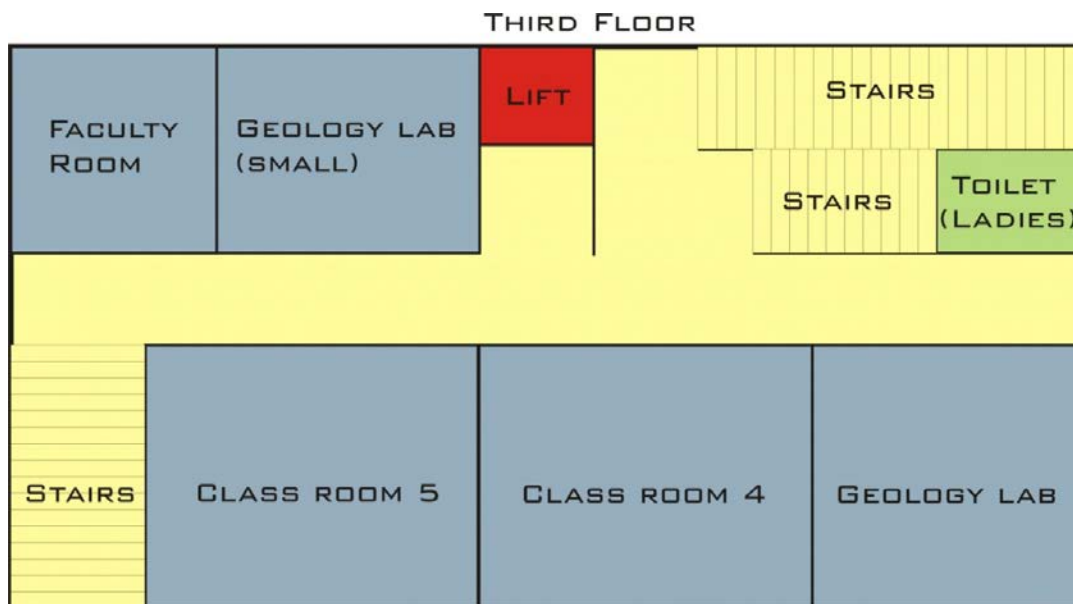 Third Floor
Faculty
Room
Geology lab
(small)
Lift
Stairs
Stairs
Toilet
(Ladies)
Stairs
Class room 5
Class room 4
Geology lab